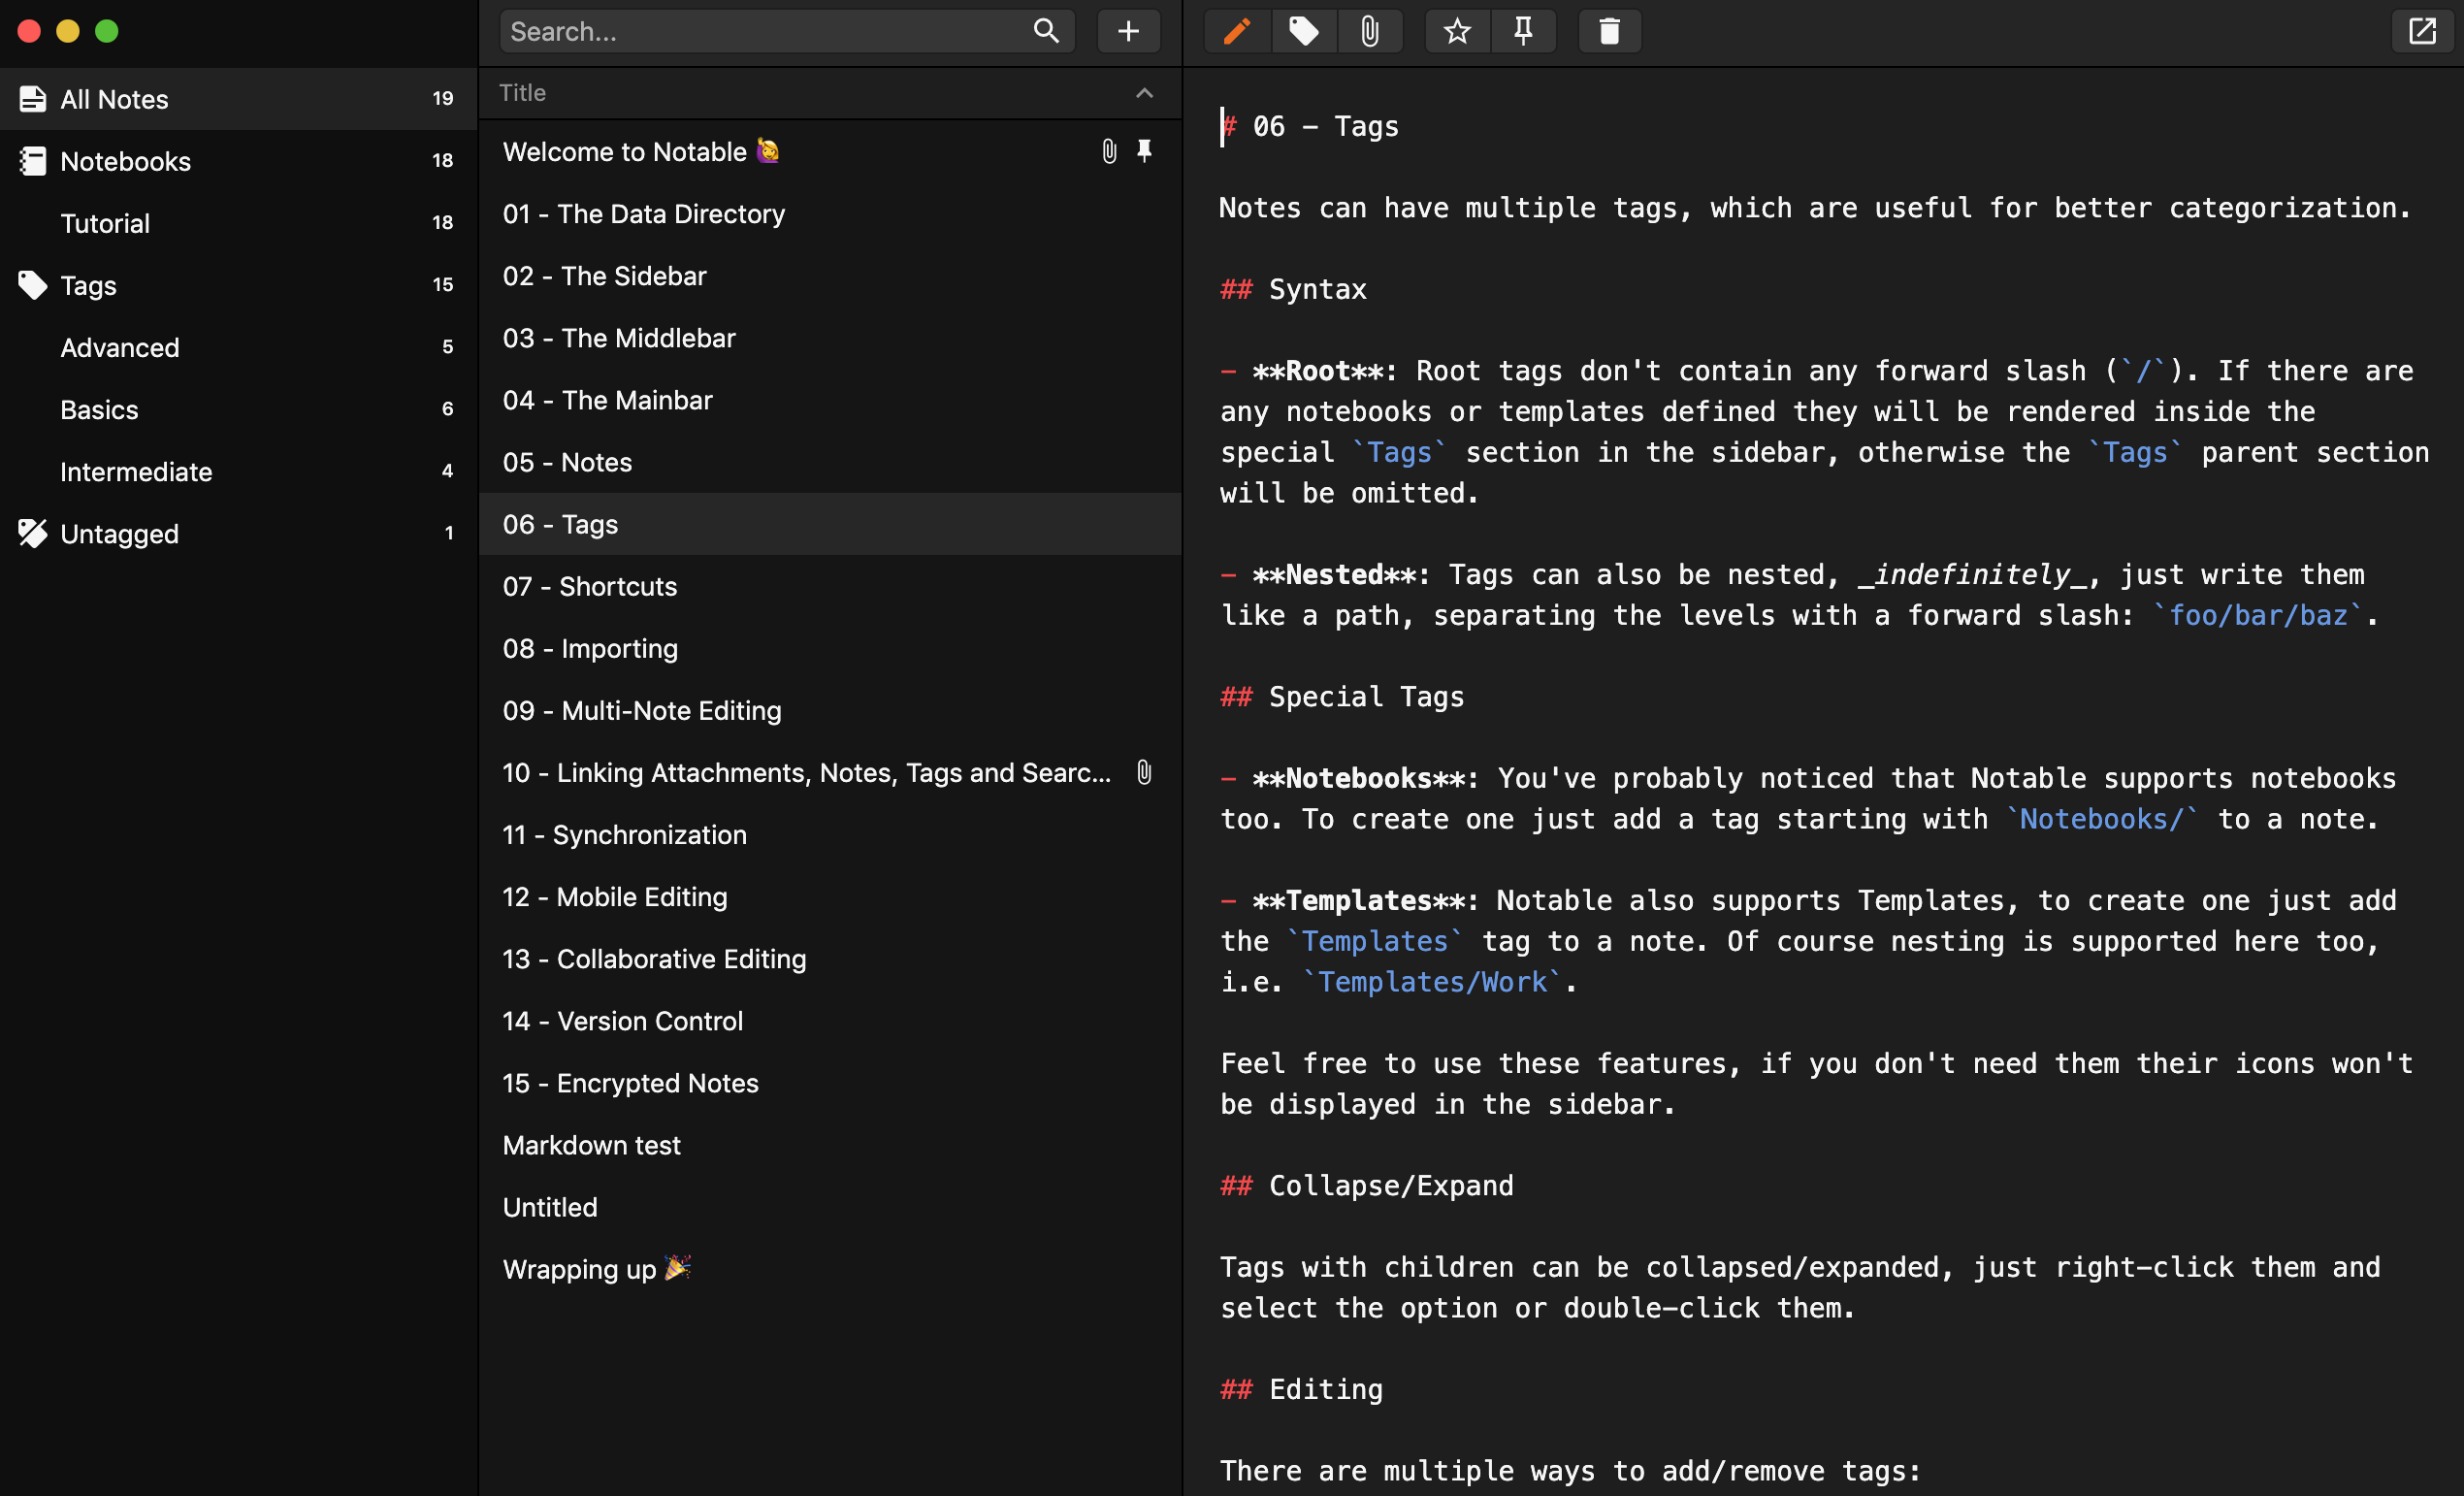 All Notes 19
Notebooks 18
Tutorial 18
Tags 15
Advanced 5
Basics 6
Intermediate 4
Untagged 1
Search...
Title
Welcome to Notable 🙋
01 - The Data Directory
02 - The Sidebar
03 - The Middlebar
04 - The Mainbar
05 - Notes
06 - Tags
07 - Shortcuts
08 - Importing
09 - Multi-Note Editing
10 - Linking Attachments, Notes, Tags and Searc...
11 - Synchronization
12 - Mobile Editing
13 - Collaborative Editing
14 - Version Control
15 - Encrypted Notes
Markdown test
Untitled
Wrapping up 🎉
# 06 - Tags
Notes can have multiple tags, which are useful for better categorization.
## Syntax
- **Root**: Root tags don't contain any forward slash (`/`). If there are
any notebooks or templates defined they will be rendered inside the
special `Tags` section in the sidebar, otherwise the `Tags` parent section
will be omitted.
- **Nested**: Tags can also be nested, _indefinitely_, just write them
like a path, separating the levels with a forward slash: `foo/bar/baz`.
## Special Tags
- **Notebooks**: You've probably noticed that Notable supports notebooks
too. To create one just add a tag starting with `Notebooks/` to a note.
- **Templates**: Notable also supports Templates, to create one just add
the `Templates` tag to a note. Of course nesting is supported here too,
i.e. `Templates/Work`.
Feel free to use these features, if you don't need them their icons won't
be displayed in the sidebar.
## Collapse/Expand
Tags with children can be collapsed/expanded, just right-click them and
select the option or double-click them.
## Editing
There are multiple ways to add/remove tags: